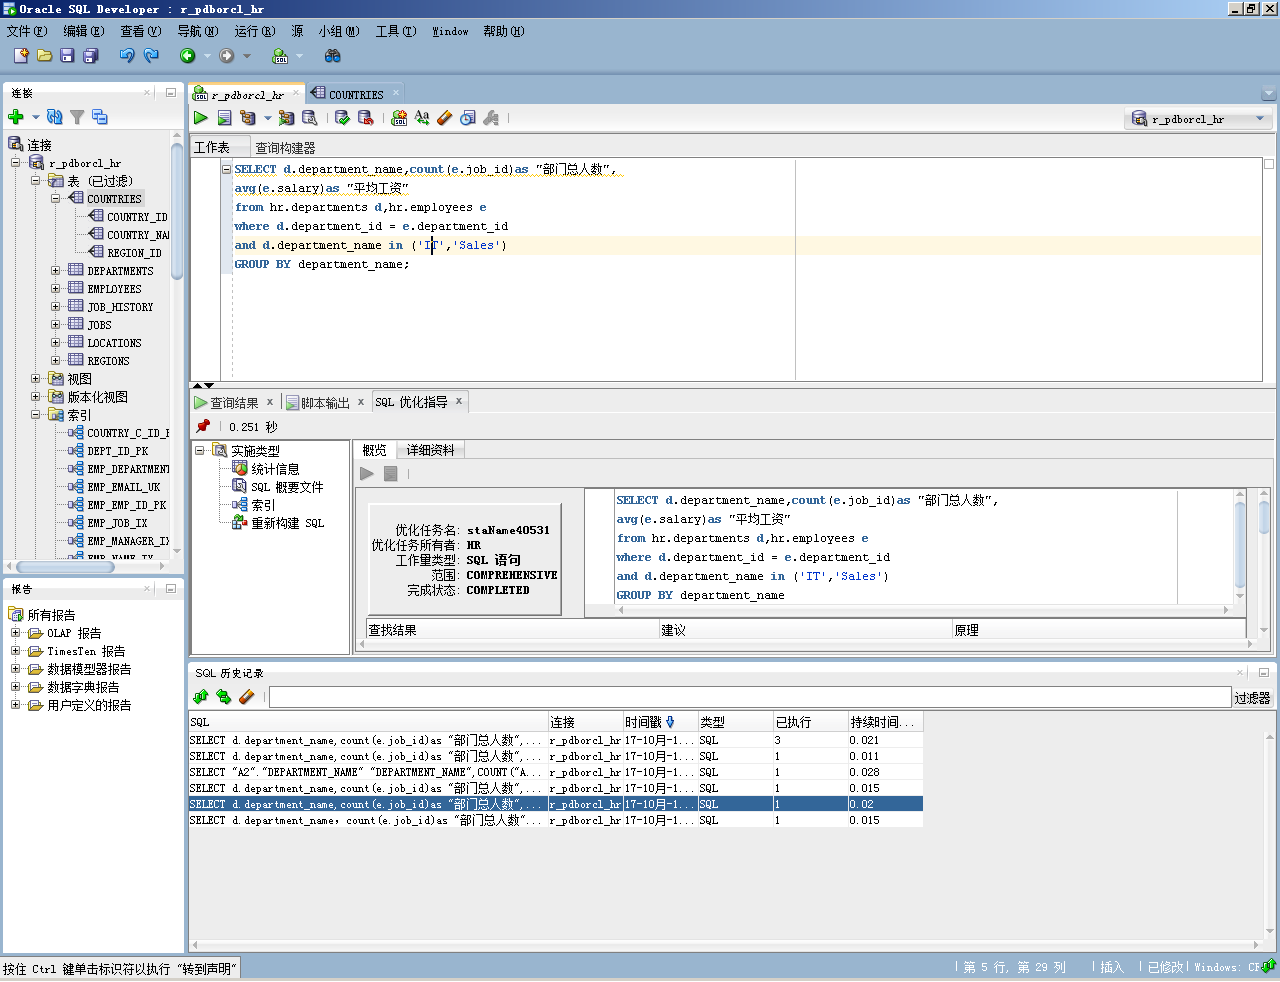 Oracle SQL Developer : r_pdborcl_hr
文件(F) 编辑(E) 查看(V) 导航(N) 运行(R) 源 小组(M) 工具(T) Window 帮助(H)
连接
连接
r_pdborcl_hr
表 (已过滤)
COUNTRIES
COUNTRY_ID
COUNTRY_NA
REGION_ID
DEPARTMENTS
EMPLOYEES
JOB_HISTORY
JOBS
LOCATIONS
REGIONS
视图
版本化视图
索引
COUNTRY_C_ID_P
DEPT_ID_PK
EMP_DEPARTMENT
EMP_EMAIL_UK
EMP_EMP_ID_PK
EMP_JOB_IX
EMP_MANAGER_IX
EMP_NAME_IX
报告
所有报告
OLAP 报告
TimesTen 报告
数据模型器报告
数据字典报告
用户定义的报告
r_pdborcl_hr COUNTRIES
r_pdborcl_hr
工作表 查询构建器
SELECT d.department_name,count(e.job_id)as "部门总人数",
avg(e.salary)as "平均工资"
from hr.departments d,hr.employees e
where d.department_id = e.department_id
and d.department_name in ('IT','Sales')
GROUP BY department_name;
查询结果 脚本输出 SQL 优化指导
0.251 秒
实施类型
统计信息
SQL 概要文件
索引
重新构建 SQL
概览 详细资料
优化任务名: staName40531
优化任务所有者: HR
工作量类型: SQL 语句
范围: COMPREHENSIVE
完成状态: COMPLETED
SELECT d.department_name,count(e.job_id)as "部门总人数",
avg(e.salary)as "平均工资"
from hr.departments d,hr.employees e
where d.department_id = e.department_id
and d.department_name in ('IT','Sales')
GROUP BY department_name
查找结果 建议 原理
SQL 历史记录
过滤器
SQL 连接 时间戳 类型 已执行 持续时间...
SELECT d.department_name,count(e.job_id)as "部门总人数",... r_pdborcl_hr 17-10月-1... SQL 3 0.021
SELECT d.department_name,count(e.job_id)as "部门总人数",... r_pdborcl_hr 17-10月-1... SQL 1 0.011
SELECT "A2"."DEPARTMENT_NAME" "DEPARTMENT_NAME",COUNT("A... r_pdborcl_hr 17-10月-1... SQL 1 0.028
SELECT d.department_name,count(e.job_id)as "部门总人数",... r_pdborcl_hr 17-10月-1... SQL 1 0.015
SELECT d.department_name,count(e.job_id)as "部门总人数",... r_pdborcl_hr 17-10月-1... SQL 1 0.02
SELECT d.department_name，count(e.job_id)as "部门总人数"... r_pdborcl_hr 17-10月-1... SQL 1 0.015
按住 Ctrl 键单击标识符以执行 "转到声明"
第 5 行, 第 29 列 插入 已修改 Windows: CR